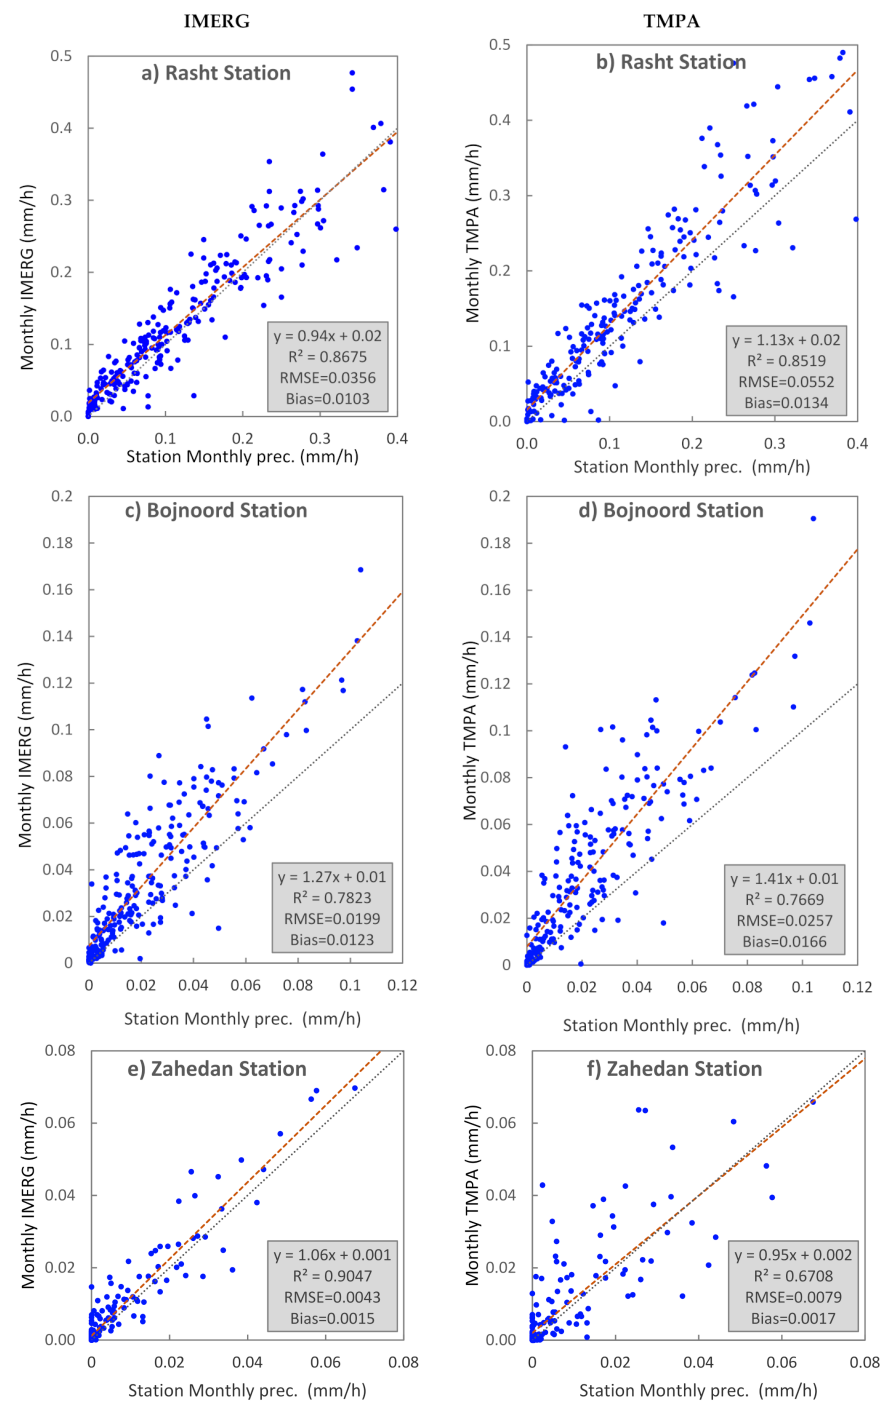 IMERG
TMPA
a) Rasht Station
0.5
0.4
0.3
0.2
0.1
0.0
Monthly IMERG (mm/h)
y = 0.94x + 0.02
R² = 0.8675
RMSE=0.0356
Bias=0.0103
0.0 0.1 0.2 0.3 0.4
Station Monthly prec. (mm/h)
b) Rasht Station
0.5
0.4
0.3
0.2
0.1
0.0
Monthly TMPA (mm/h)
y = 1.13x + 0.02
R² = 0.8519
RMSE=0.0552
Bias=0.0134
0.0 0.1 0.2 0.3 0.4
Station Monthly prec. (mm/h)
c) Bojnoord Station
0.2
0.18
0.16
0.14
0.12
0.1
0.08
0.06
0.04
0.02
0
Monthly IMERG (mm/h)
y = 1.27x + 0.01
R² = 0.7823
RMSE=0.0199
Bias=0.0123
0 0.02 0.04 0.06 0.08 0.1 0.12
Station Monthly prec. (mm/h)
d) Bojnoord Station
0.2
0.18
0.16
0.14
0.12
0.1
0.08
0.06
0.04
0.02
0
Monthly TMPA (mm/h)
y = 1.41x + 0.01
R² = 0.7669
RMSE=0.0257
Bias=0.0166
0 0.02 0.04 0.06 0.08 0.1 0.12
Station Monthly prec. (mm/h)
e) Zahedan Station
0.08
0.06
0.04
0.02
0.00
Monthly IMERG (mm/h)
y = 1.06x + 0.001
R² = 0.9047
RMSE=0.0043
Bias=0.0015
0 0.02 0.04 0.06 0.08
Station Monthly prec. (mm/h)
f) Zahedan Station
0.08
0.06
0.04
0.02
0.00
Monthly TMPA (mm/h)
y = 0.95x + 0.002
R² = 0.6708
RMSE=0.0079
Bias=0.0017
0 0.02 0.04 0.06 0.08
Station Monthly prec. (mm/h)